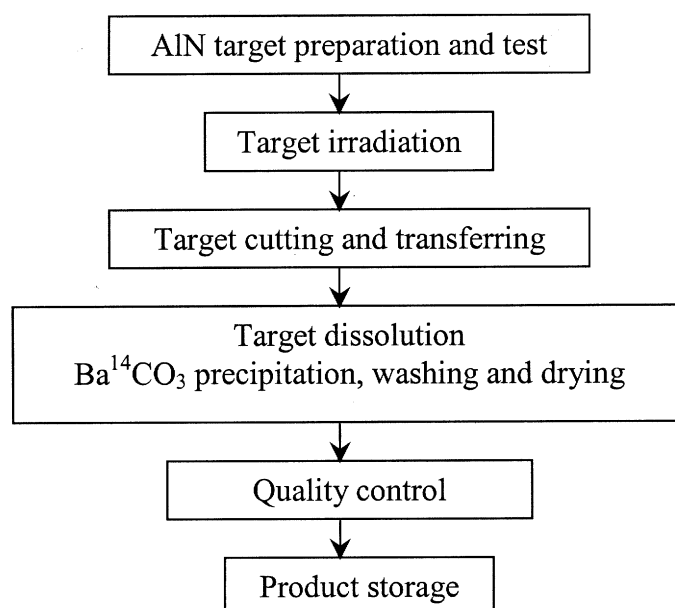 AlN target preparation and test
Target irradiation
Target cutting and transferring
Target dissolution
Ba¹⁴CO₃ precipitation, washing and drying
Quality control
Product storage